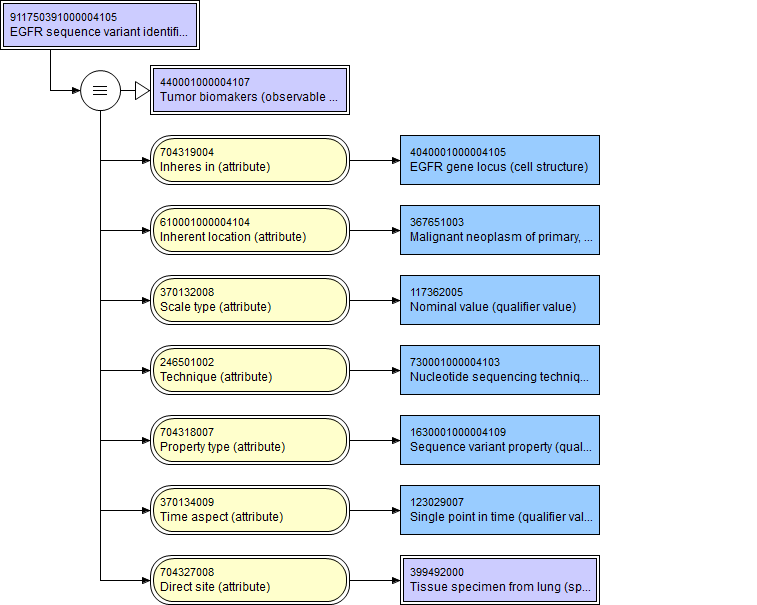 911750391000004105
EGFR sequence variant identifi...
440001000004107
Tumor biomakers (observable ...
704319004
Inheres in (attribute)
4040001000004105
EGFR gene locus (cell structure)
610001000004104
Inherent location (attribute)
367651003
Malignant neoplasm of primary, ...
370132008
Scale type (attribute)
117362005
Nominal value (qualifier value)
246501002
Technique (attribute)
730001000004103
Nucleotide sequencing techniq...
704318007
Property type (attribute)
1630001000004109
Sequence variant property (qual...
370134009
Time aspect (attribute)
123029007
Single point in time (qualifier val...
704327008
Direct site (attribute)
399492000
Tissue specimen from lung (sp...